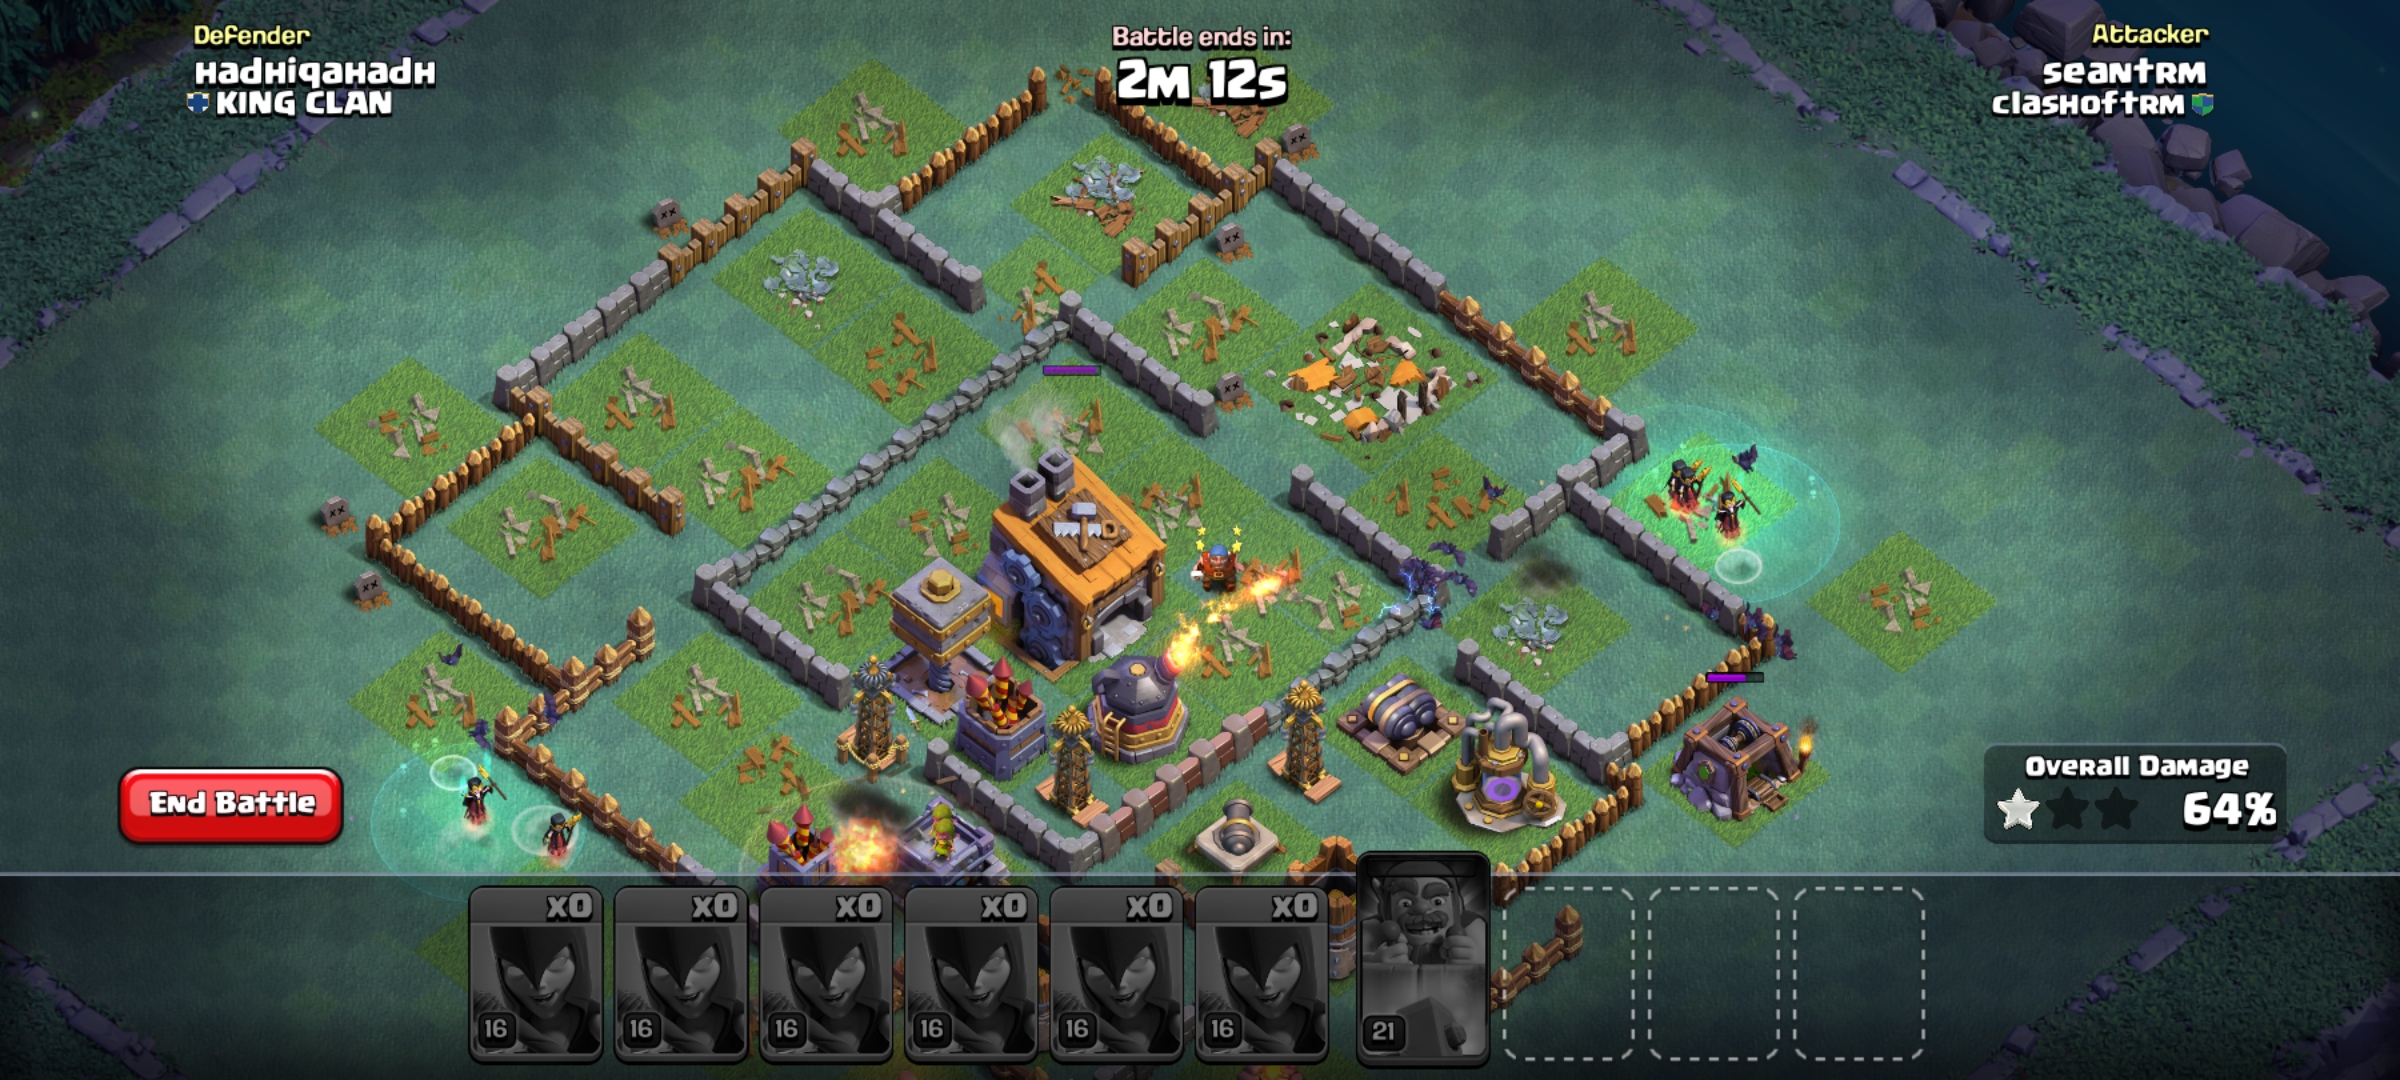 Defender
HadHiqaHadH
KING CLAN
Battle ends in:
2M 12s
Attacker
seantRM
clashoftRM
End Battle
Overall Damage
64%
x0
x0
x0
x0
x0
x0
16
16
16
16
16
16
21